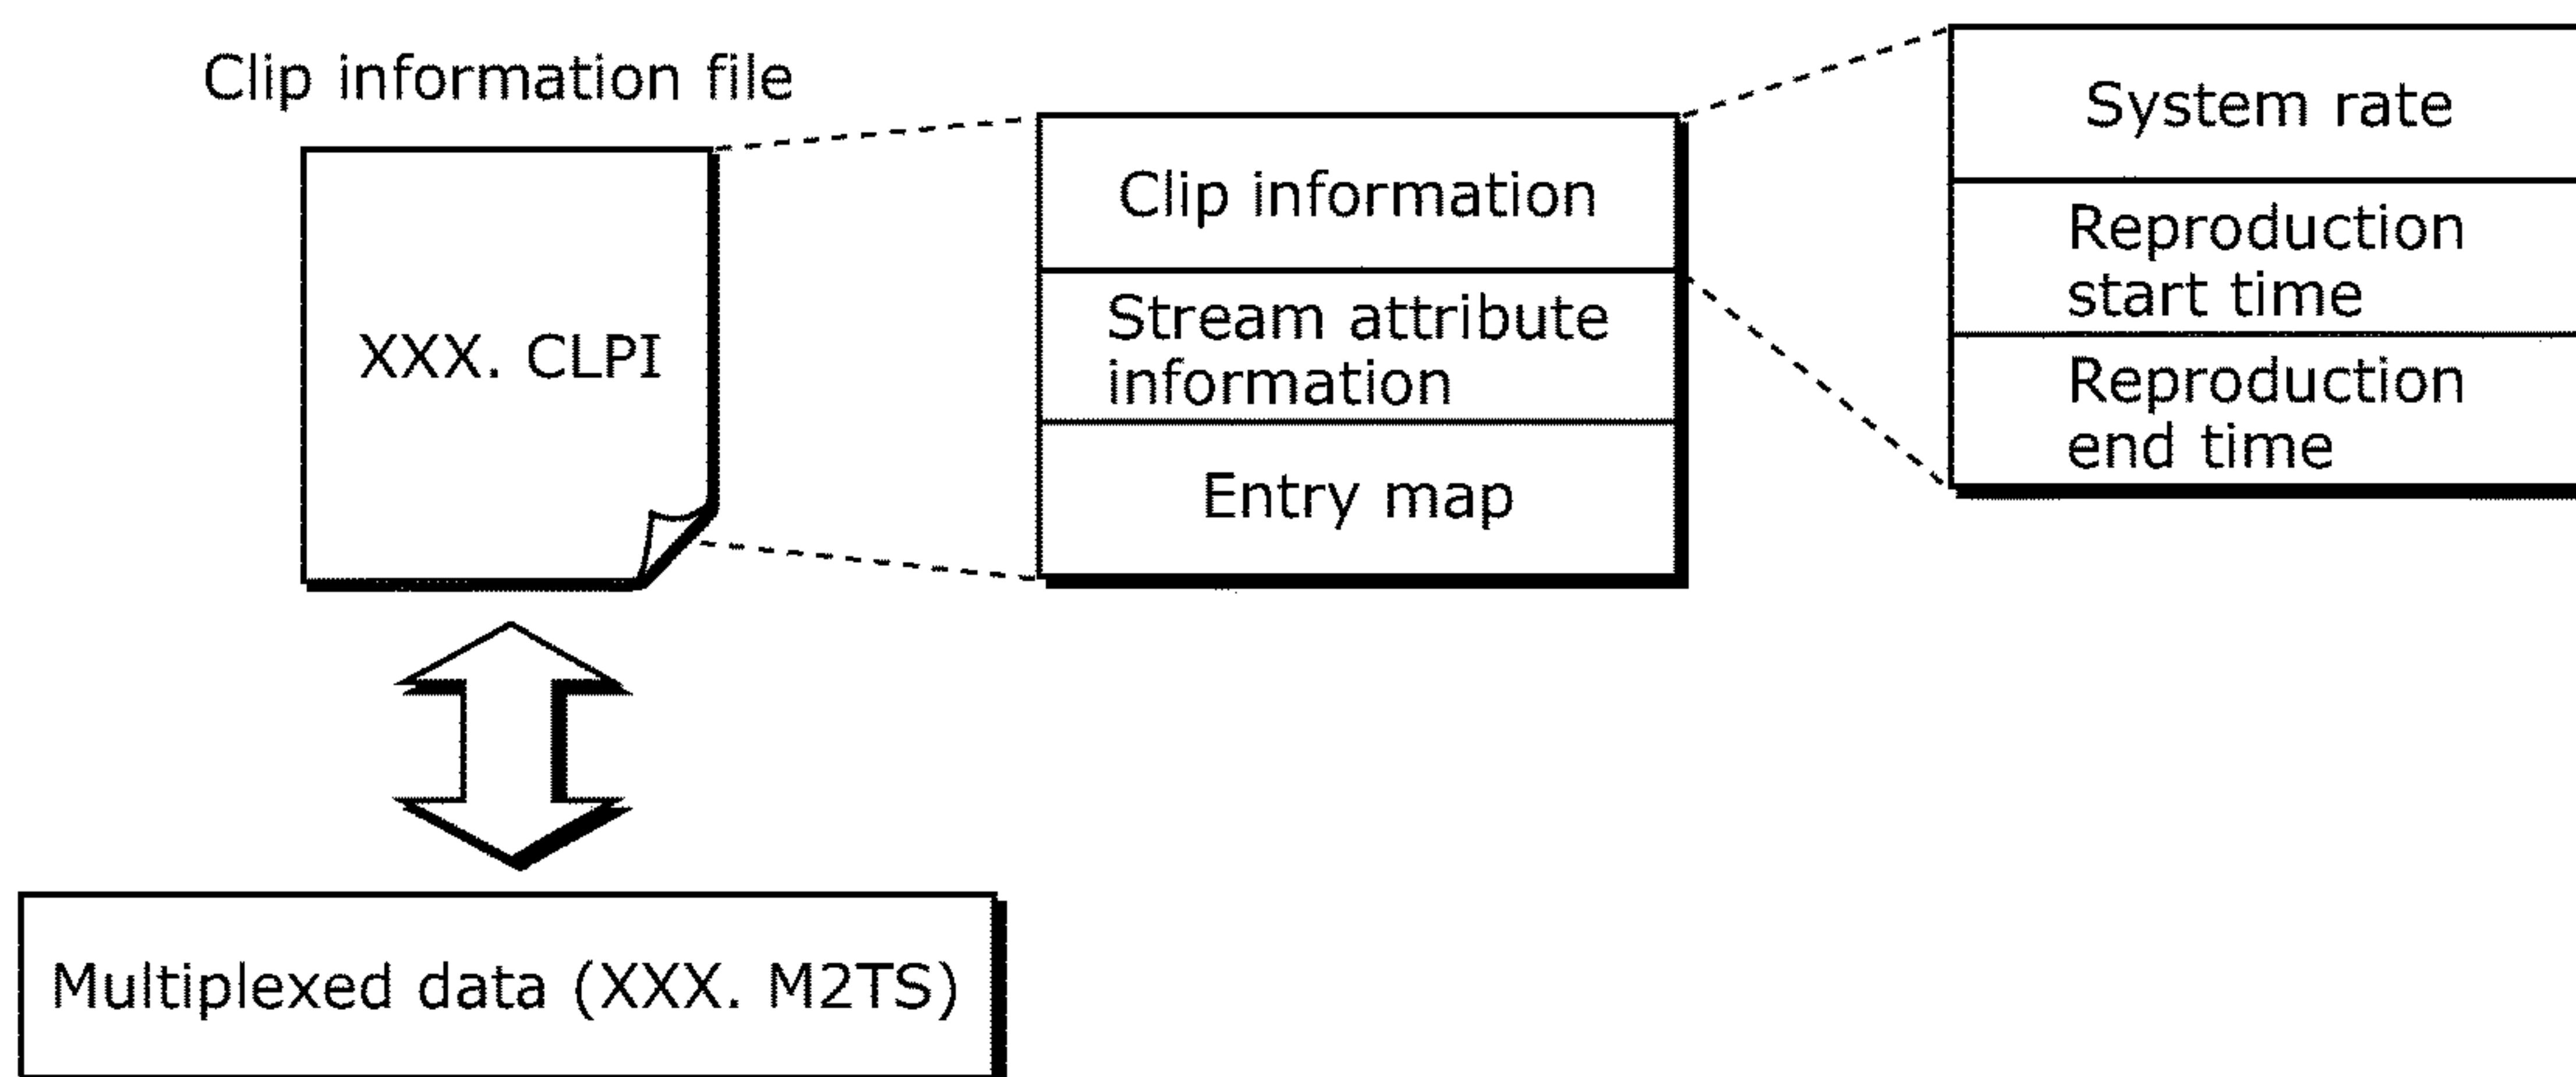 Clip information file
XXX. CLPI
Clip information
Stream attribute
information
Entry map
System rate
Reproduction
start time
Reproduction
end time
Multiplexed data (XXX. M2TS)